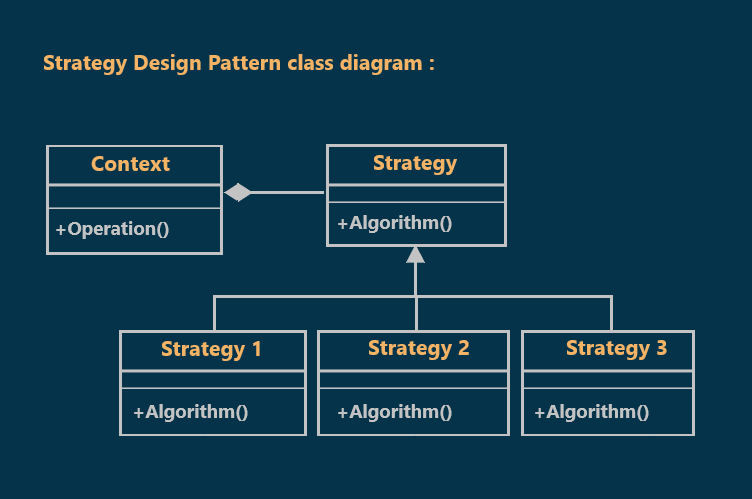 Strategy Design Pattern class diagram :
Context
+Operation()
Strategy
+Algorithm()
Strategy 1
+Algorithm()
Strategy 2
+Algorithm()
Strategy 3
+Algorithm()